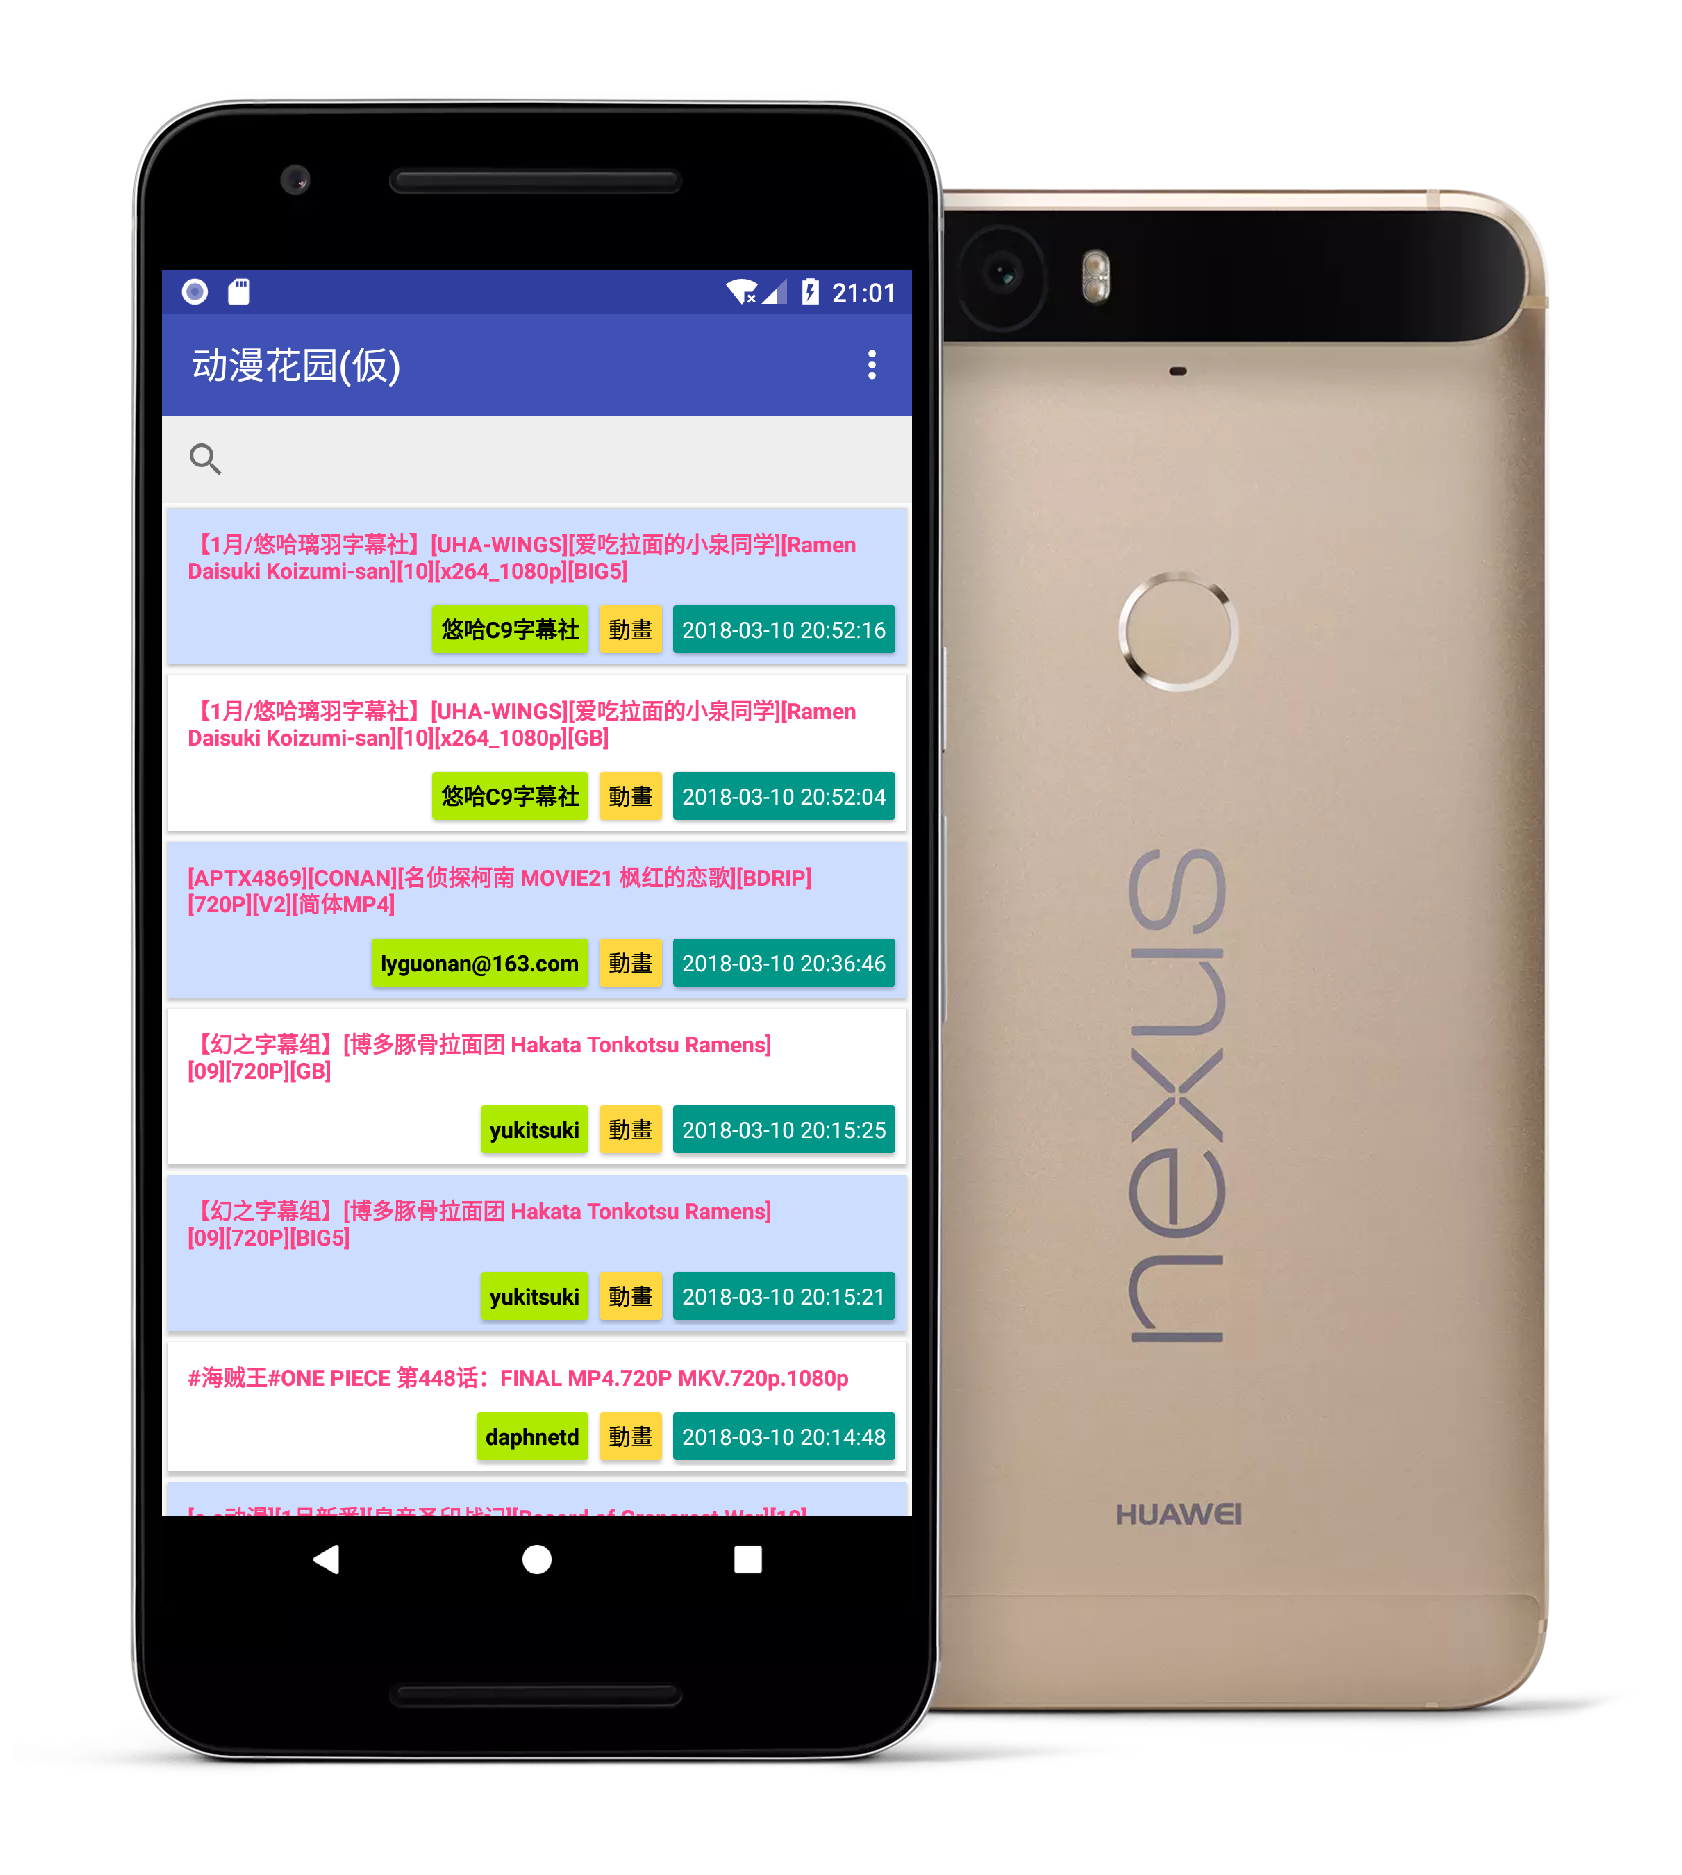 21:01
动漫花园(仮)
【1月/悠哈璃羽字幕社】[UHA-WINGS][爱吃拉面的小泉同学][Ramen
Daisuki Koizumi-san][10][x264_1080p][BIG5]
悠哈C9字幕社 動畫 2018-03-10 20:52:16
【1月/悠哈璃羽字幕社】[UHA-WINGS][爱吃拉面的小泉同学][Ramen
Daisuki Koizumi-san][10][x264_1080p][GB]
悠哈C9字幕社 動畫 2018-03-10 20:52:04
[APTX4869][CONAN][名侦探柯南 MOVIE21 枫红的恋歌][BDRIP]
[720P][V2][简体MP4]
lyguonan@163.com 動畫 2018-03-10 20:36:46
【幻之字幕组】[博多豚骨拉面团 Hakata Tonkotsu Ramens]
[09][720P][GB]
yukitsuki 動畫 2018-03-10 20:15:25
【幻之字幕组】[博多豚骨拉面团 Hakata Tonkotsu Ramens]
[09][720P][BIG5]
yukitsuki 動畫 2018-03-10 20:15:21
#海贼王#ONE PIECE 第448话：FINAL MP4.720P MKV.720p.1080p
daphnetd 動畫 2018-03-10 20:14:48
nexus
HUAWEI